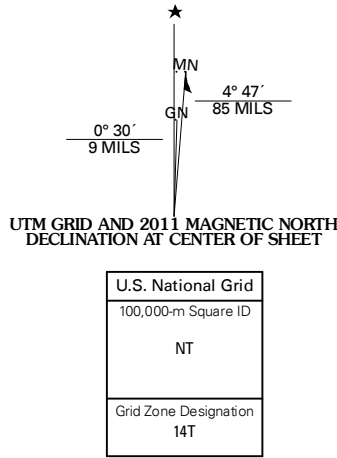 ★
MN
GN
4° 47´
85 MILS
0° 30´
9 MILS
UTM GRID AND 2011 MAGNETIC NORTH
DECLINATION AT CENTER OF SHEET
U.S. National Grid
100,000-m Square ID
NT
Grid Zone Designation
14T